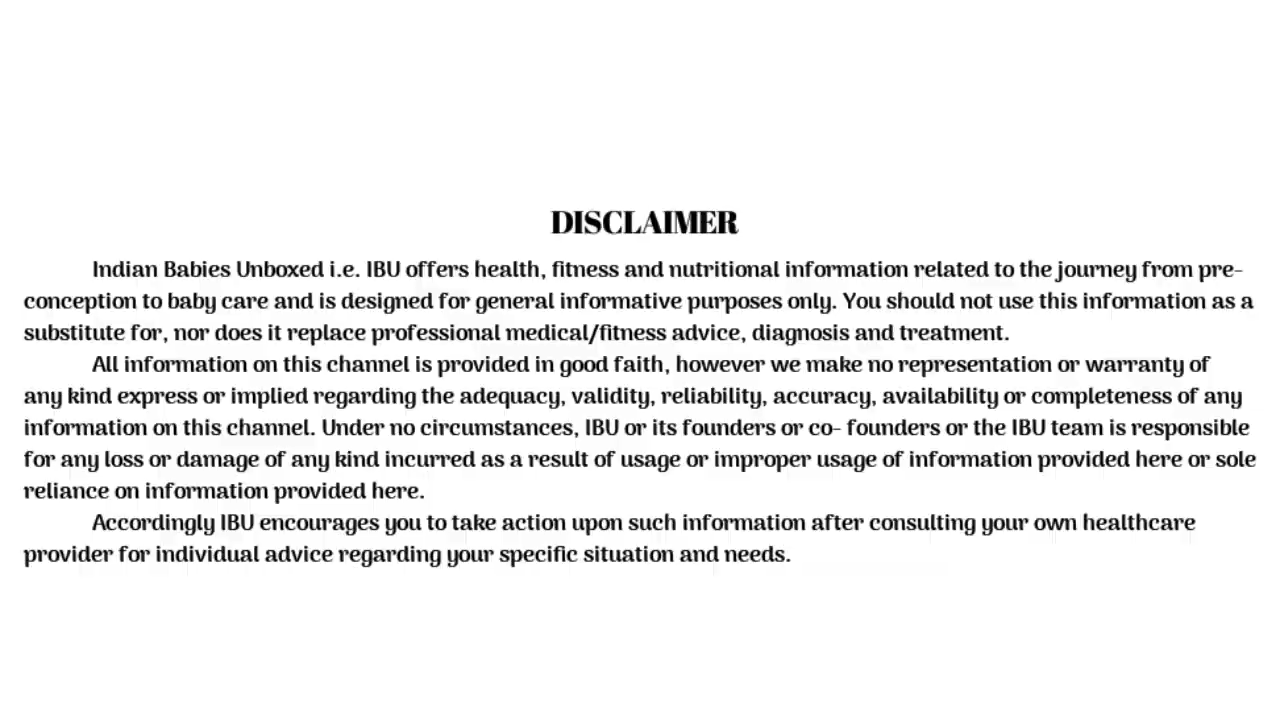 DISCLAIMER
Indian Babies Unboxed i.e. IBU offers health, fitness and nutritional information related to the journey from pre-
conception to baby care and is designed for general informative purposes only. You should not use this information as a
substitute for, nor does it replace professional medical/fitness advice, diagnosis and treatment.
All information on this channel is provided in good faith, however we make no representation or warranty of
any kind express or implied regarding the adequacy, validity, reliability, accuracy, availability or completeness of any
information on this channel. Under no circumstances, IBU or its founders or co- founders or the IBU team is responsible
for any loss or damage of any kind incurred as a result of usage or improper usage of information provided here or sole
reliance on information provided here.
Accordingly IBU encourages you to take action upon such information after consulting your own healthcare
provider for individual advice regarding your specific situation and needs.